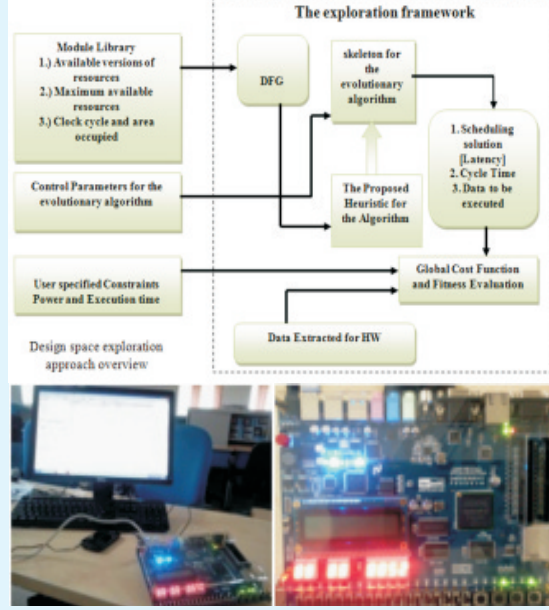 The exploration framework
Module Library
1.) Available versions of
resources
2.) Maximum available
resources
3.) Clock cycle and area
occupied
DFG
skeleton for
the
evolutionary
algorithm
1. Scheduling
solution
[Latency]
2. Cycle Time
3. Data to be
executed
Control Parameters for the
evolutionary algorithm
The Proposed
Heuristic for
the Algorithm
User specified Constraints
Power and Execution time
Global Cost Function
and Fitness Evaluation
Data Extracted for HW
Design space exploration
approach overview